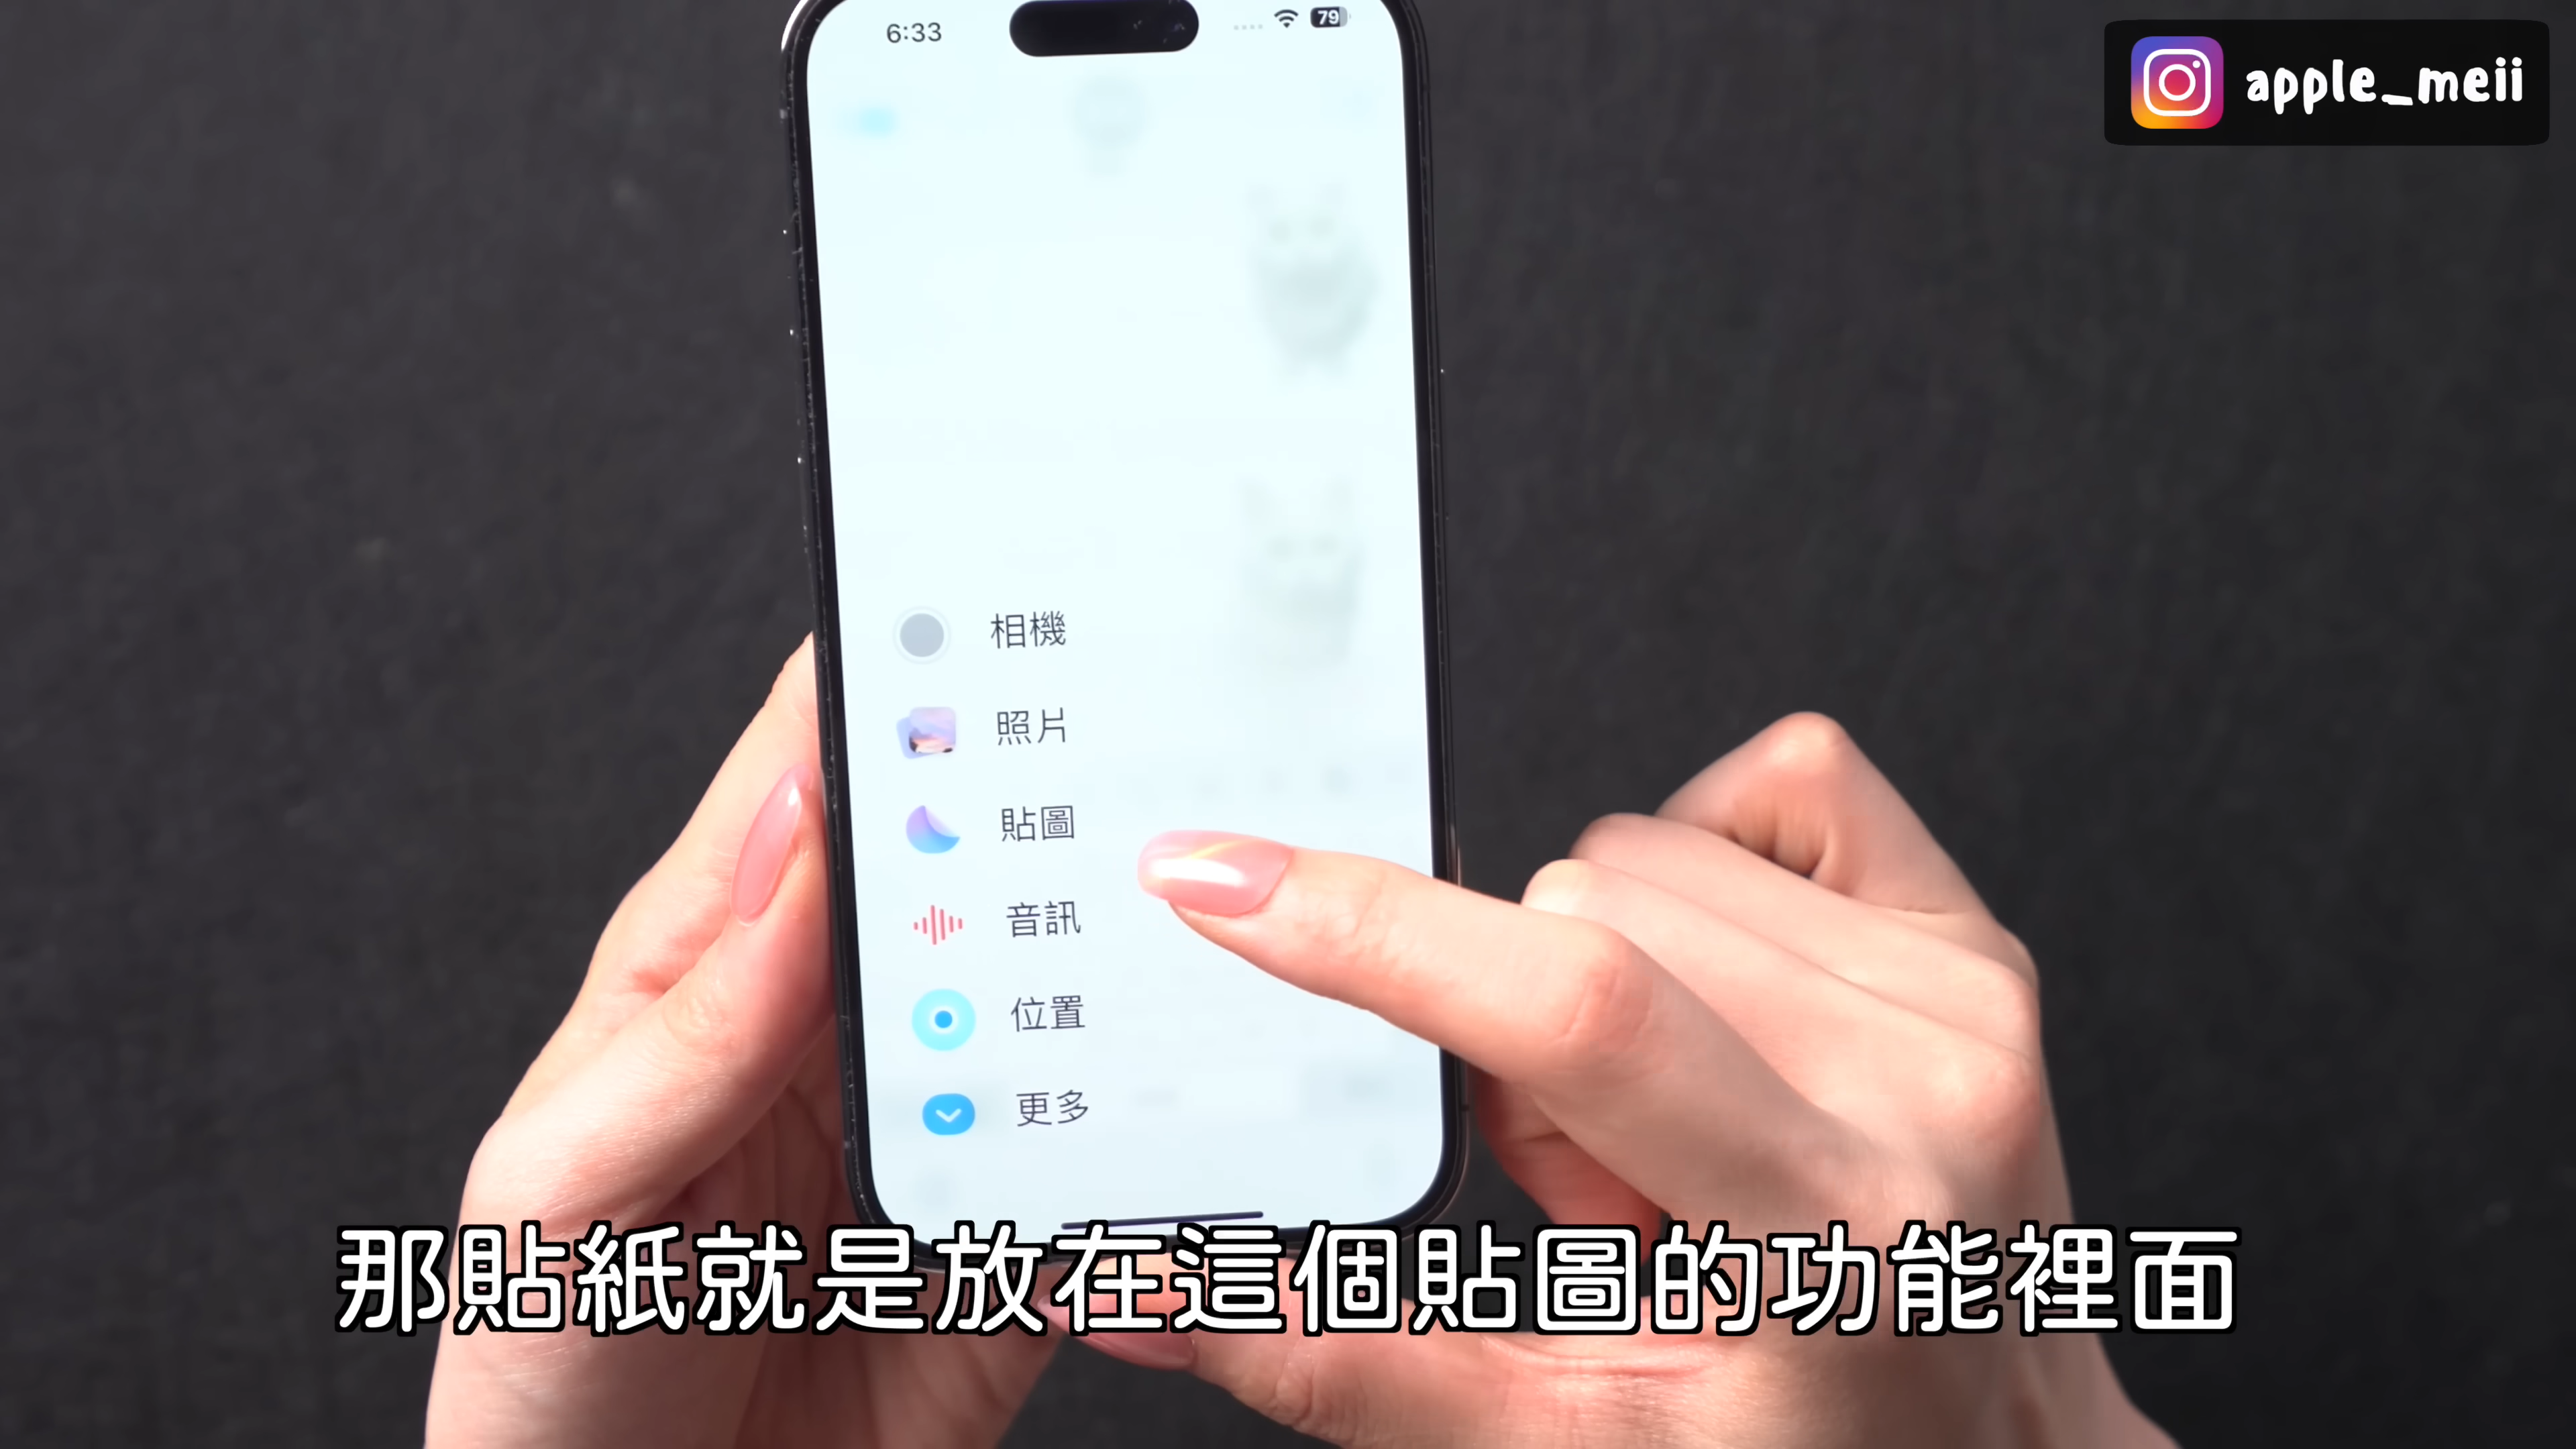 6:33
79
apple_meii
相機
照片
貼圖
音訊
位置
更多
那貼紙就是放在這個貼圖的功能裡面